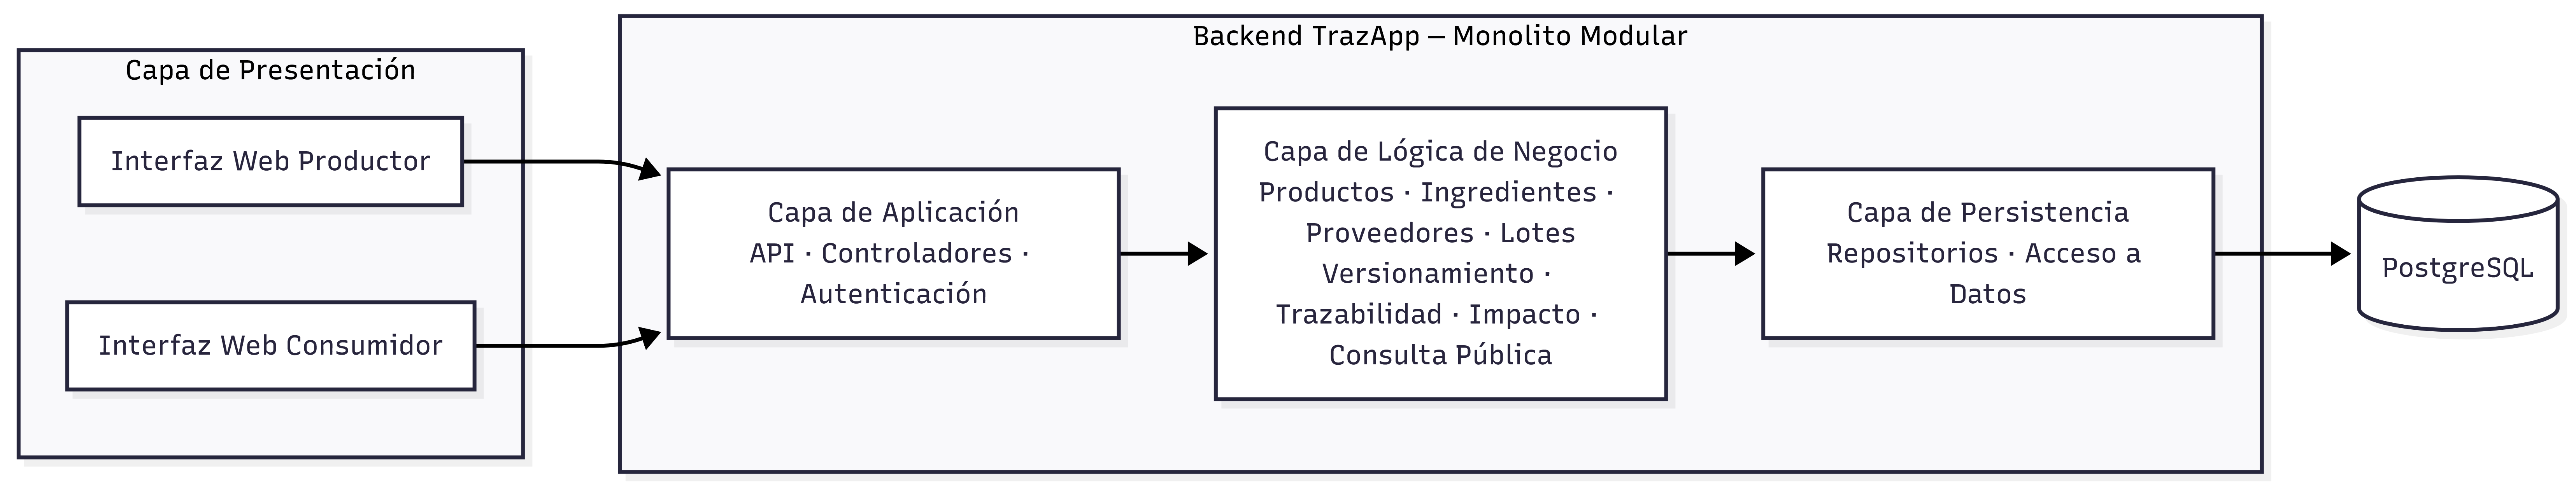 Capa de Presentación
Interfaz Web Productor
Interfaz Web Consumidor
Backend TrazApp – Monolito Modular
Capa de Aplicación
API · Controladores ·
Autenticación
Capa de Lógica de Negocio
Productos · Ingredientes ·
Proveedores · Lotes
Versionamiento ·
Trazabilidad · Impacto ·
Consulta Pública
Capa de Persistencia
Repositorios · Acceso a
Datos
PostgreSQL